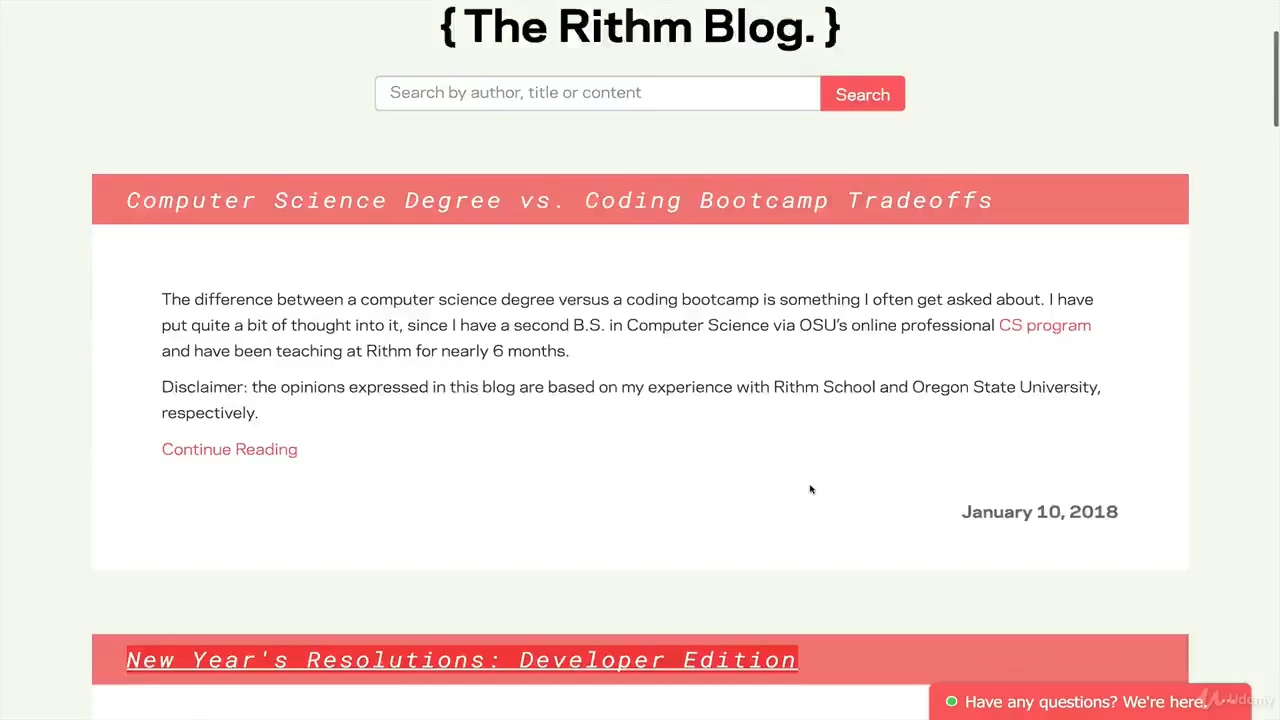 { The Rithm Blog. }
Search by author, title or content
Search
Computer Science Degree vs. Coding Bootcamp Tradeoffs
The difference between a computer science degree versus a coding bootcamp is something I often get asked about. I have
put quite a bit of thought into it, since I have a second B.S. in Computer Science via OSU's online professional CS program
and have been teaching at Rithm for nearly 6 months.
Disclaimer: the opinions expressed in this blog are based on my experience with Rithm School and Oregon State University,
respectively.
Continue Reading
January 10, 2018
New Year's Resolutions: Developer Edition
Have any questions? We're here.
Udemy